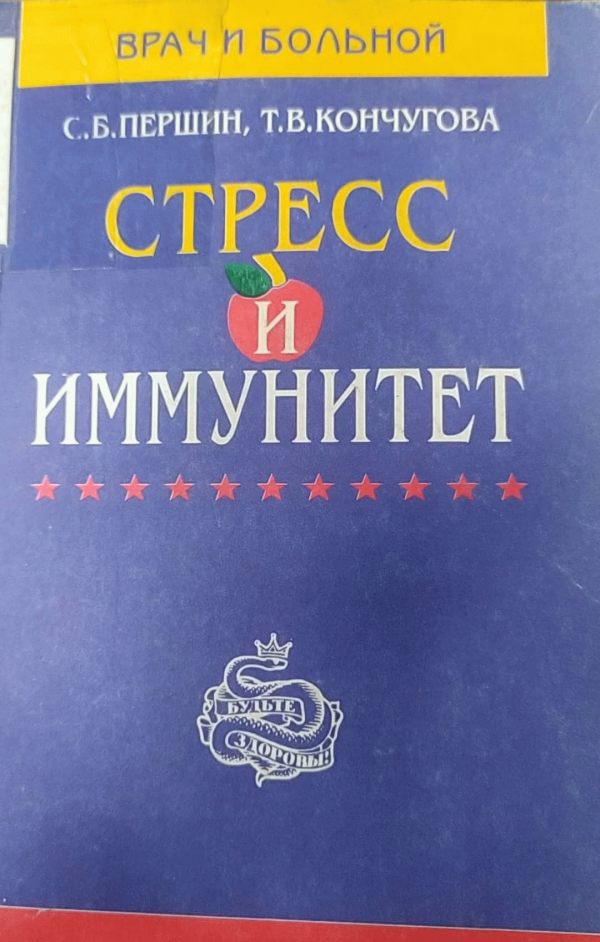 ВРАЧ И БОЛЬНОЙ
С.Б.ПЕРШИН, Т.В.КОНЧУГОВА
СТРЕСС
И
ИММУНИТЕТ
БУДЬТЕ
ЗДОРОВЫ!